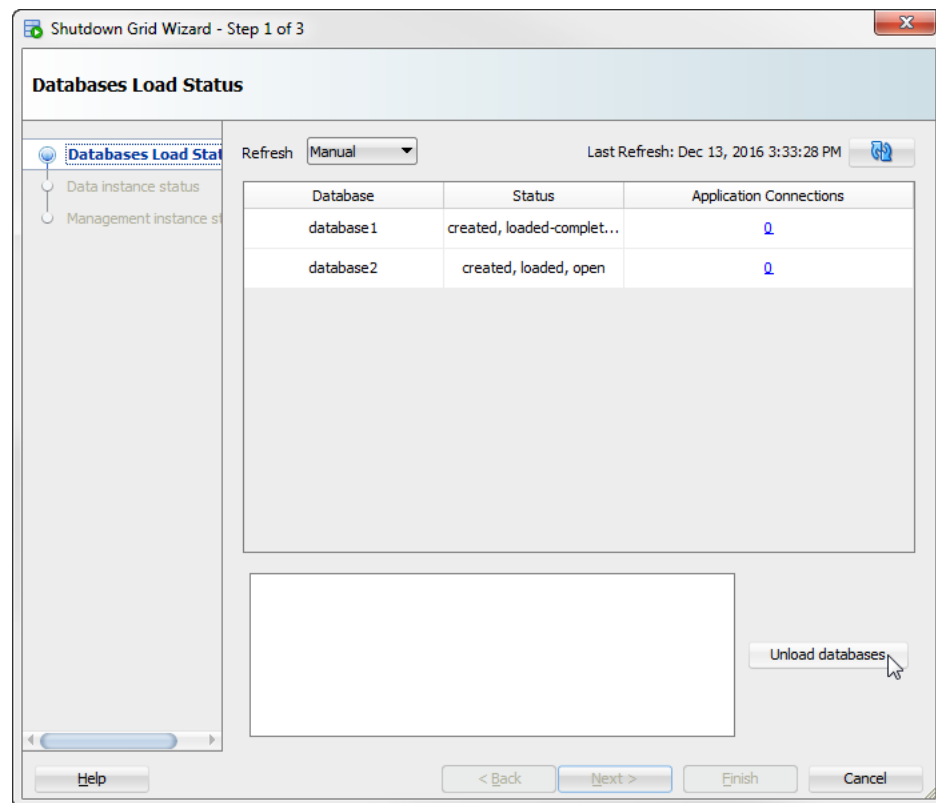 Shutdown Grid Wizard - Step 1 of 3
Databases Load Status
Databases Load Stat
Data instance status
Management instance st
Refresh Manual Last Refresh: Dec 13, 2016 3:33:28 PM
Database Status Application Connections
database1 created, loaded-complet... 0
database2 created, loaded, open 0
Unload databases
Help < Back Next > Finish Cancel